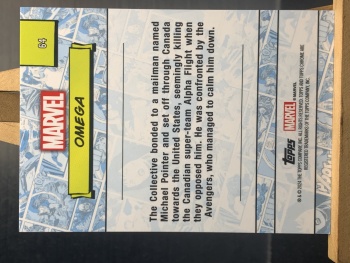 64
MARVEL
OMEGA
The Collective bonded to a mailman named
Michael Pointer and set off through Canada
towards the United States, seemingly killing
the Canadian super-team Alpha Flight when
they opposed him. He was confronted by the
Avengers, who managed to calm him down.
Topps
MARVEL